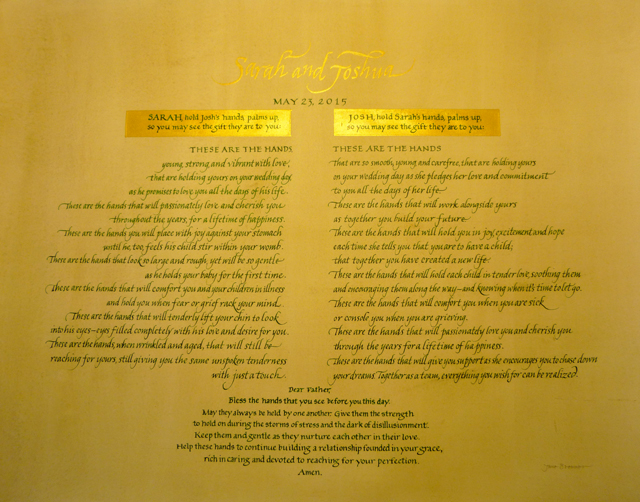 Sarah and Joshua
MAY 23, 2015
SARAH, hold Josh's hands, palms up,
so you may see the gift they are to you:
THESE ARE THE HANDS
young, strong and vibrant with love,
that are holding yours on your wedding day,
as he promises to love you all the days of his life.
These are the hands that will passionately love and cherish you
throughout the years, for a lifetime of happiness.
These are the hands you will place with joy against your stomach
until he, too, feels his child stir within your womb.
These are the hands that look so large and rough, yet will be so gentle
as he holds your baby for the first time.
These are the hands that will comfort you and your children in illness
and hold you when fear or grief rack your mind.
These are the hands that will tenderly lift your chin to look
into his eyes—eyes filled completely with his love and desire for you.
These are the hands, when wrinkled and aged, that will still be
reaching for yours, still giving you the same unspoken tenderness
with just a touch.
JOSH, hold Sarah's hands, palms up,
so you may see the gift they are to you:
THESE ARE THE HANDS
that are so smooth, young and carefree, that are holding yours
on your wedding day as she pledges her love and commitment
to you all the days of her life.
These are the hands that will work alongside yours
as together you build your future.
These are the hands that will hold you in joy, excitement and hope
each time she tells you that you are to have a child;
that together you have created a new life.
These are the hands that will hold each child in tender love, soothing them
and encouraging them along the way—and knowing when it's time to let go.
These are the hands that will comfort you when you are sick
or console you when you are grieving.
These are the hands that will passionately love you and cherish you
through the years for a lifetime of happiness.
These are the hands that will give you support as she encourages you to chase down
your dreams. Together as a team, everything you wish for can be realized.
Dear Father,
Bless the hands that you see before you this day.
May they always be held by one another. Give them the strength
to hold on during the storms of stress and the dark of disillusionment.
Keep them and gentle as they nurture each other in their love.
Help these hands to continue building a relationship founded in your grace,
rich in caring and devoted to reaching for your perfection.
Amen.